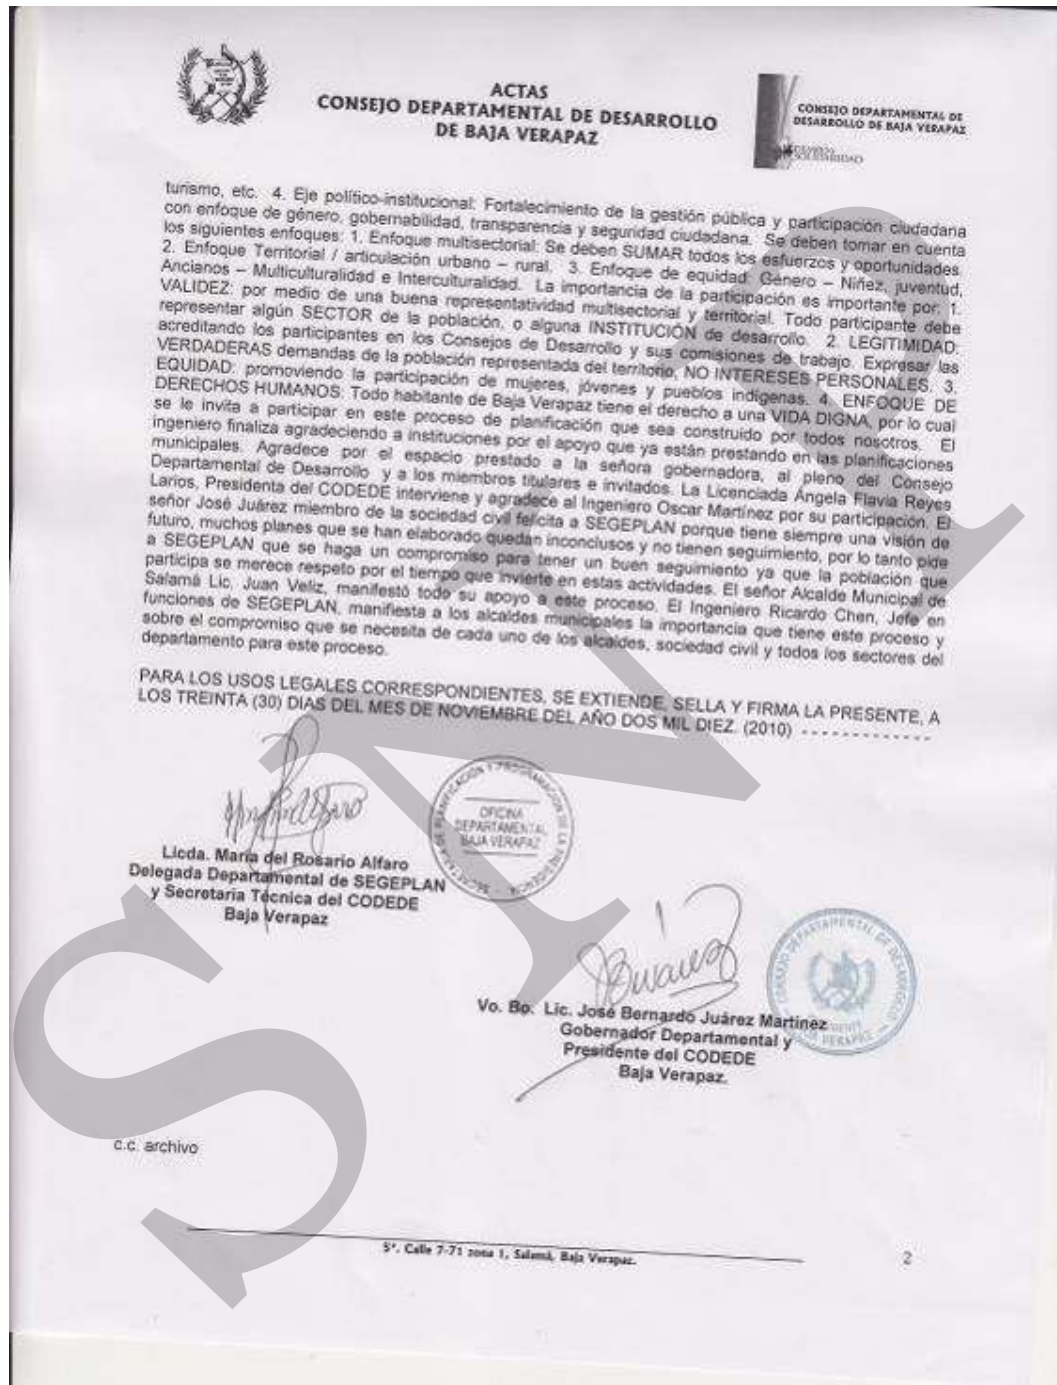 ACTAS
CONSEJO DEPARTAMENTAL DE DESARROLLO
DE BAJA VERAPAZ
CONSEJO DEPARTAMENTAL DE
DESARROLLO DE BAJA VERAPAZ
SOLIDARIDAD
turismo, etc. 4. Eje político-institucional: Fortalecimiento de la gestión pública y participación ciudadana
con enfoque de género, gobernabilidad, transparencia y seguridad ciudadana. Se deben tomar en cuenta
los siguientes enfoques: 1. Enfoque multisectorial: Se deben SUMAR todos los esfuerzos y oportunidades.
2. Enfoque Territorial / articulación urbano – rural. 3. Enfoque de equidad: Género – Niñez, juventud,
Ancianos – Multiculturalidad e Interculturalidad. La importancia de la participación es importante por: 1.
VALIDEZ: por medio de una buena representatividad multisectorial y territorial. Todo participante debe
representar algún SECTOR de la población, o alguna INSTITUCIÓN de desarrollo. 2. LEGITIMIDAD:
acreditando los participantes en los Consejos de Desarrollo y sus comisiones de trabajo. Expresar las
VERDADERAS demandas de la población representada del territorio, NO INTERESES PERSONALES. 3.
EQUIDAD: promoviendo la participación de mujeres, jóvenes y pueblos indígenas. 4. ENFOQUE DE
DERECHOS HUMANOS: Todo habitante de Baja Verapaz tiene el derecho a una VIDA DIGNA, por lo cual
se le invita a participar en este proceso de planificación que sea construido por todos nosotros. El
ingeniero finaliza agradeciendo a instituciones por el apoyo que ya están prestando en las planificaciones
municipales. Agradece por el espacio prestado a la señora gobernadora, al pleno del Consejo
Departamental de Desarrollo y a los miembros titulares e invitados. La Licenciada Ángela Flavia Reyes
Larios, Presidenta del CODEDE interviene y agradece al Ingeniero Oscar Martínez por su participación. El
señor José Juárez miembro de la sociedad civil felicita a SEGEPLAN porque tiene siempre una visión de
futuro, muchos planes que se han elaborado quedan inconclusos y no tienen seguimiento, por lo tanto pide
a SEGEPLAN que se haga un compromiso para tener un buen seguimiento ya que la población que
participa se merece respeto por el tiempo que invierte en estas actividades. El señor Alcalde Municipal de
Salamá Lic. Juan Veliz, manifestó todo su apoyo a este proceso. El Ingeniero Ricardo Chen, Jefe en
funciones de SEGEPLAN, manifiesta a los alcaldes municipales la importancia que tiene este proceso y
sobre el compromiso que se necesita de cada uno de los alcaldes, sociedad civil y todos los sectores del
departamento para este proceso.
PARA LOS USOS LEGALES CORRESPONDIENTES, SE EXTIENDE, SELLA Y FIRMA LA PRESENTE, A
LOS TREINTA (30) DIAS DEL MES DE NOVIEMBRE DEL AÑO DOS MIL DIEZ. (2010) - - - - - - - - - - - - -
SECRETARIA DE PLANIFICACION Y PROGRAMACION DE LA PRESIDENCIA
OFICINA
DEPARTAMENTAL
BAJA VERAPAZ
Licda. María del Rosario Alfaro
Delegada Departamental de SEGEPLAN
y Secretaria Técnica del CODEDE
Baja Verapaz
CONSEJO DEPARTAMENTAL DE DESARROLLO
BAJA VERAPAZ
Vo. Bo. Lic. José Bernardo Juárez Martínez
Gobernador Departamental y
Presidente del CODEDE
Baja Verapaz.
c.c. archivo
5ª. Calle 7-71 zona 1, Salamá, Baja Verapaz.
2